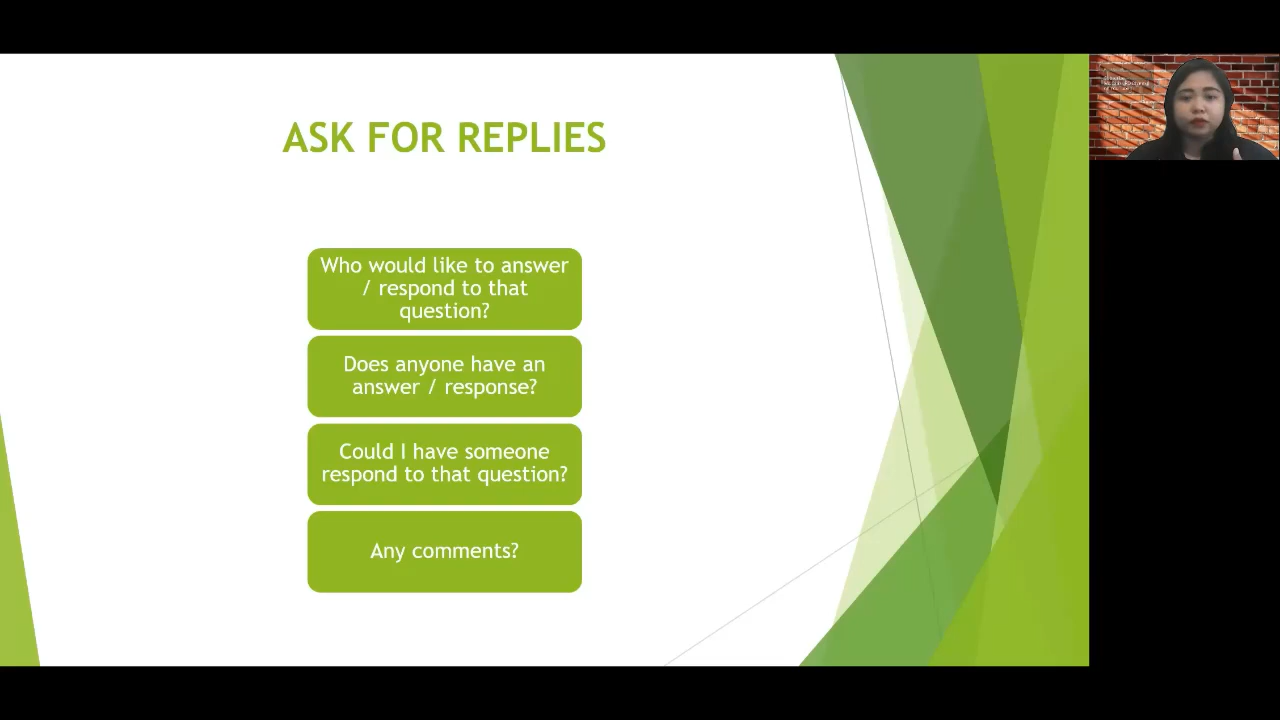 ASK FOR REPLIES
Who would like to answer
/ respond to that
question?
Does anyone have an
answer / response?
Could I have someone
respond to that question?
Any comments?